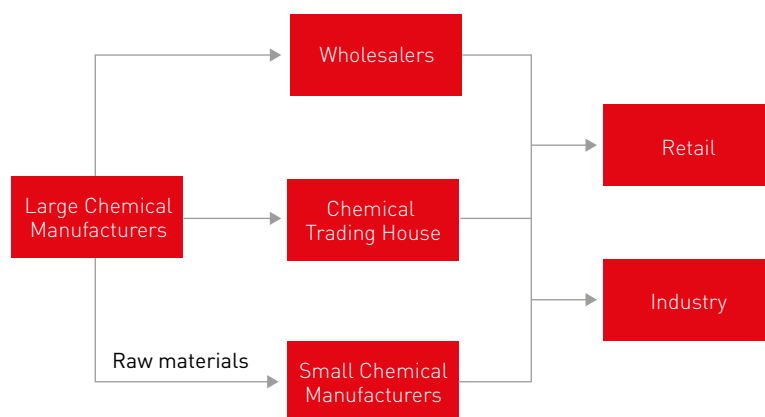 Wholesalers
Retail
Large Chemical
Manufacturers
Chemical
Trading House
Industry
Raw materials
Small Chemical
Manufacturers